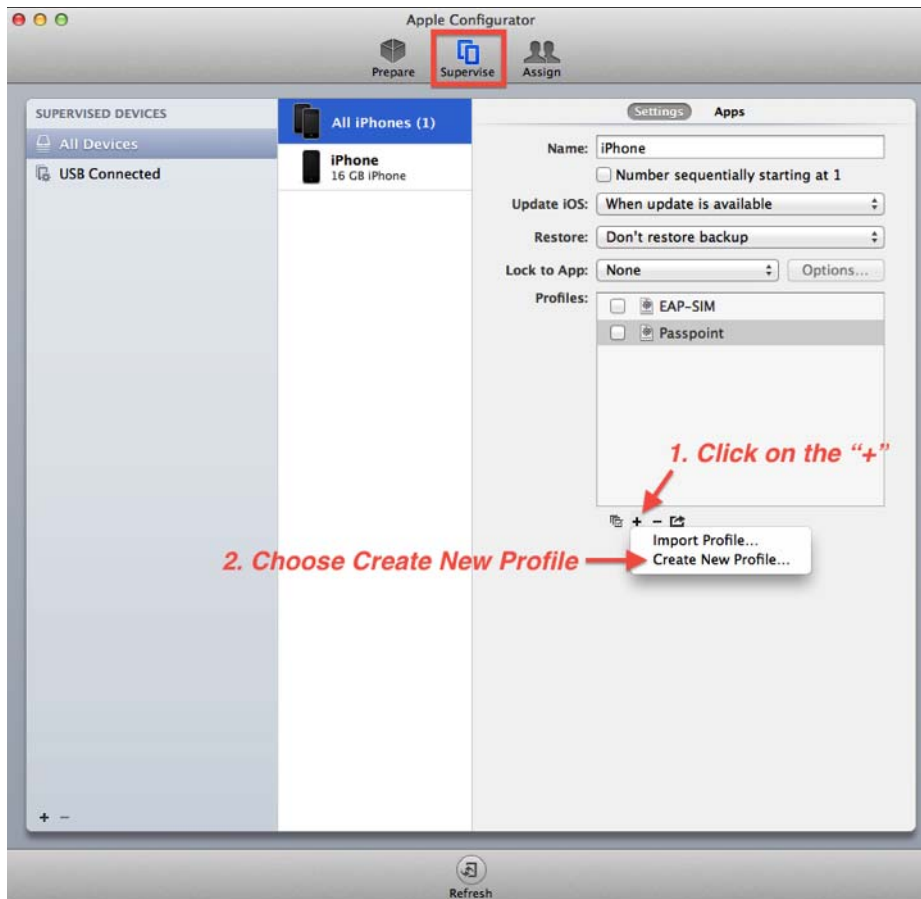 Apple Configurator
Prepare
Supervise
Assign
SUPERVISED DEVICES
All Devices
USB Connected
All iPhones (1)
iPhone
16 GB iPhone
Settings Apps
Name: iPhone
Number sequentially starting at 1
Update iOS: When update is available
Restore: Don't restore backup
Lock to App: None Options...
Profiles:
EAP-SIM
Passpoint
1. Click on the “+”
+ -
Import Profile...
2. Choose Create New Profile
Create New Profile...
+ -
Refresh